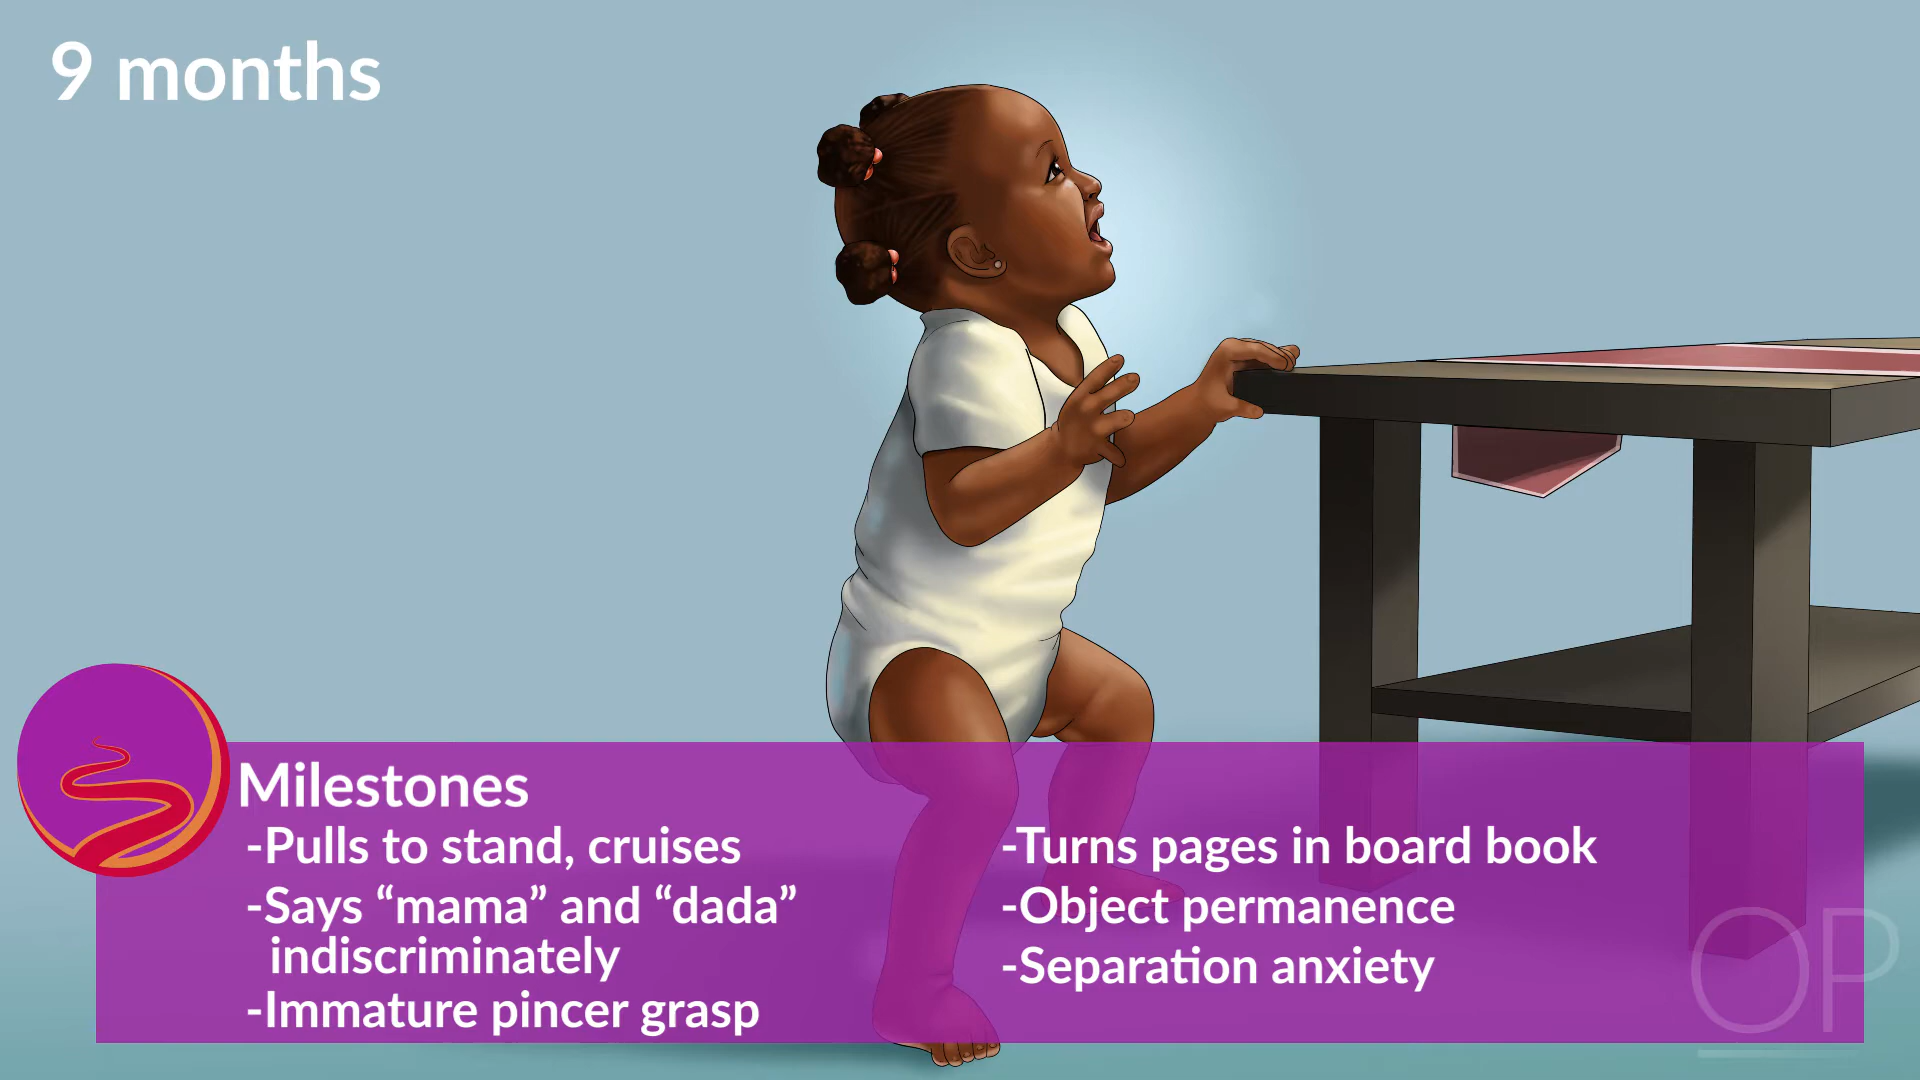 9 months
Milestones
-Pulls to stand, cruises
-Says “mama” and “dada”
indiscriminately
-Immature pincer grasp
-Turns pages in board book
-Object permanence
-Separation anxiety
OP